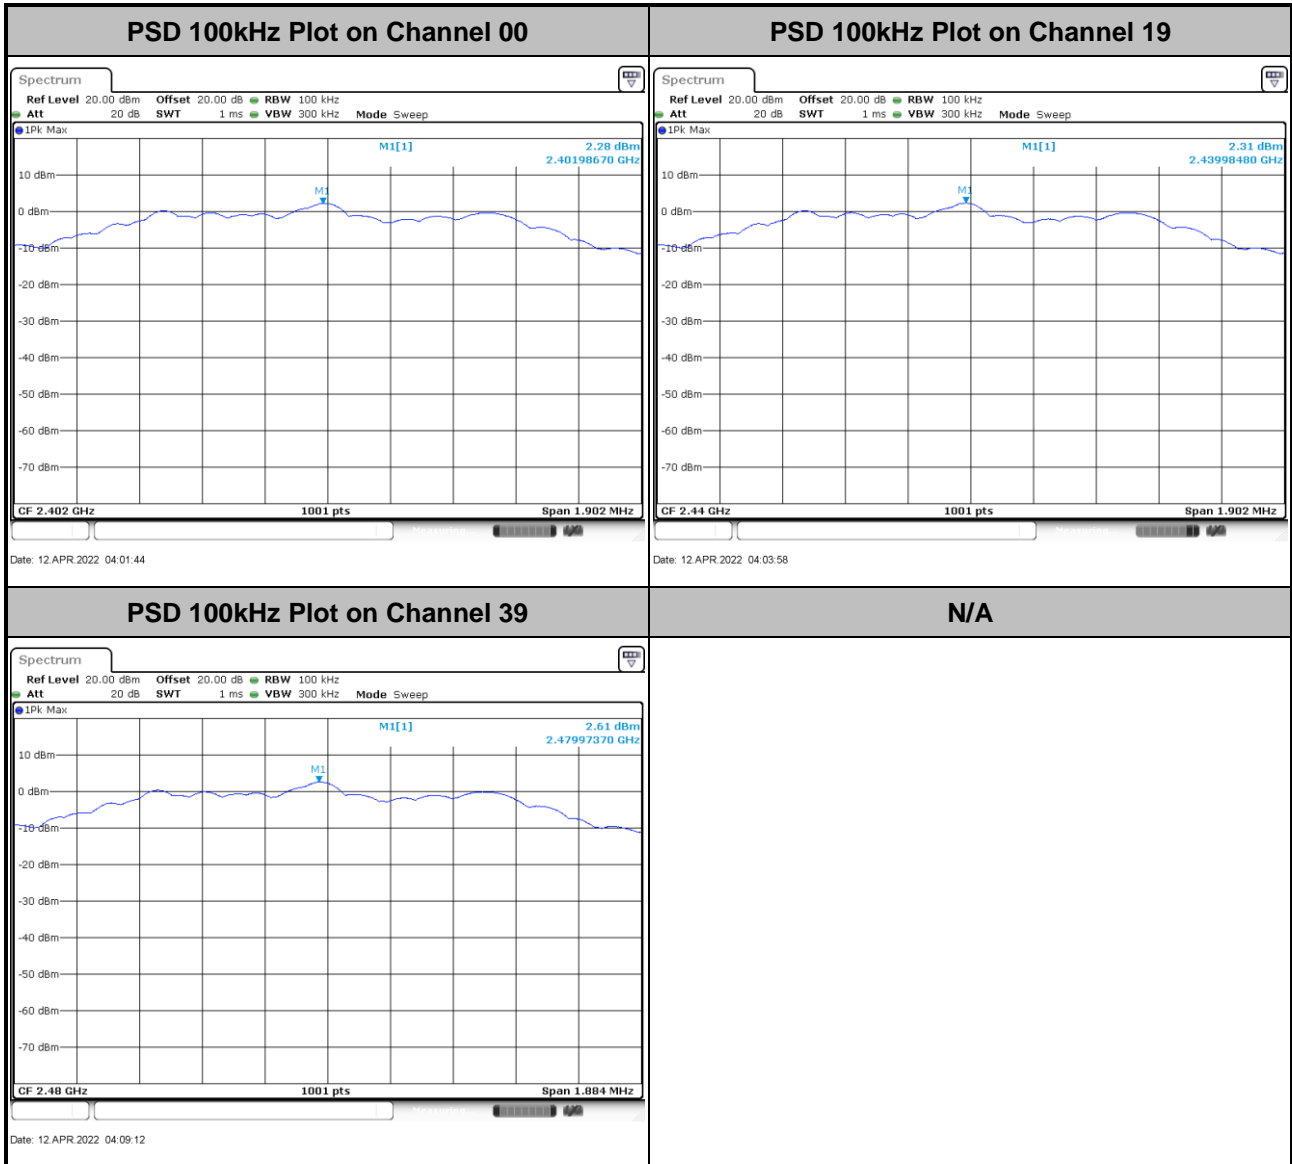 PSD 100kHz Plot on Channel 00
Spectrum
Ref Level 20.00 dBm Offset 20.00 dB RBW 100 kHz
Att 20 dB SWT 1 ms VBW 300 kHz Mode Sweep
1Pk Max
M1[1] 2.28 dBm
2.40198670 GHz
10 dBm
M1
0 dBm
-10 dBm
-20 dBm
-30 dBm
-40 dBm
-50 dBm
-60 dBm
-70 dBm
CF 2.402 GHz 1001 pts Span 1.902 MHz
Date: 12.APR.2022 04:01:44
PSD 100kHz Plot on Channel 19
Spectrum
Ref Level 20.00 dBm Offset 20.00 dB RBW 100 kHz
Att 20 dB SWT 1 ms VBW 300 kHz Mode Sweep
1Pk Max
M1[1] 2.31 dBm
2.43998480 GHz
10 dBm
M1
0 dBm
-10 dBm
-20 dBm
-30 dBm
-40 dBm
-50 dBm
-60 dBm
-70 dBm
CF 2.44 GHz 1001 pts Span 1.902 MHz
Measuring
Date: 12.APR.2022 04:03:58
PSD 100kHz Plot on Channel 39
Spectrum
Ref Level 20.00 dBm Offset 20.00 dB RBW 100 kHz
Att 20 dB SWT 1 ms VBW 300 kHz Mode Sweep
1Pk Max
M1[1] 2.61 dBm
2.47997370 GHz
10 dBm
M1
0 dBm
-10 dBm
-20 dBm
-30 dBm
-40 dBm
-50 dBm
-60 dBm
-70 dBm
CF 2.48 GHz 1001 pts Span 1.884 MHz
Measuring
Date: 12.APR.2022 04:09:12
N/A